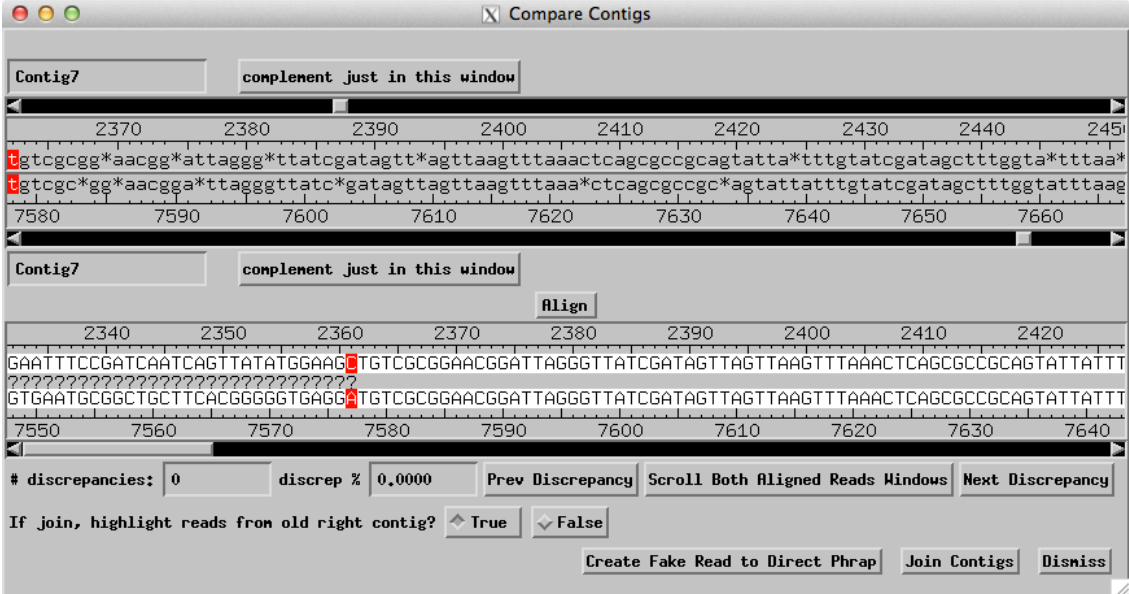 Compare Contigs
Contig7 complement just in this window
2370 2380 2390 2400 2410 2420 2430 2440 245
tgtcgcgg*aacgg*attaggg*ttatcgatagtt*agttaagtttaaactcagcgccgcagtatta*tttgtatcgatagctttggta*tttaa*
tgtcgc*gg*aacgga*ttagggttatc*gatagttagttaagtttaaa*ctcagcgccgc*agtattatttgtatcgatagctttggtatttaag
7580 7590 7600 7610 7620 7630 7640 7650 7660
Contig7 complement just in this window
Align
2340 2350 2360 2370 2380 2390 2400 2410 2420
GAATTTCCGATCAATCAGTTATATGGAAGCTGTCGCGGAACGGATTAGGGTTATCGATAGTTAGTTAAGTTTAAACTCAGCGCCGCAGTATTATTT
??????????????????????????????
GTGAATGCGGCTGCTTCACGGGGGTGAGGATGTCGCGGAACGGATTAGGGTTATCGATAGTTAGTTAAGTTTAAACTCAGCGCCGCAGTATTATTT
7550 7560 7570 7580 7590 7600 7610 7620 7630 7640
# discrepancies: 0 discrep % 0.0000 Prev Discrepancy Scroll Both Aligned Reads Windows Next Discrepancy
If join, highlight reads from old right contig? True False
Create Fake Read to Direct Phrap Join Contigs Dismiss